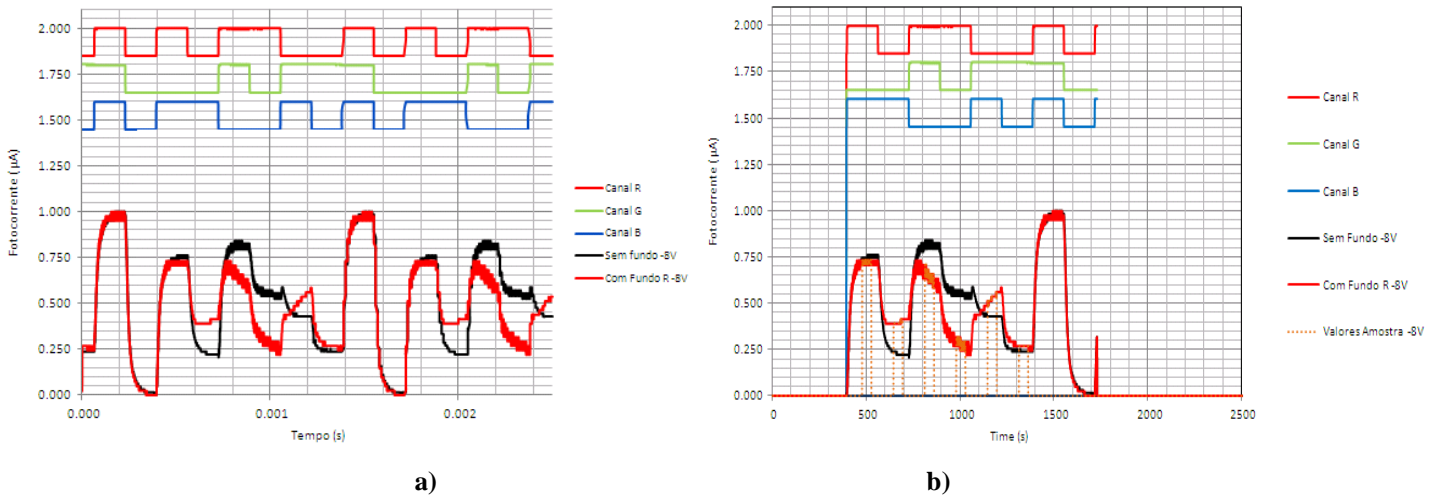 2.000
1.750
1.500
1.250
1.000
0.750
0.500
0.250
0.000
Fotocorrente (µA)
0.000
0.001
0.002
Tempo (s)
Canal R
Canal G
Canal B
Sem Fundo -8V
Com Fundo R -8V
a)
2.000
1.750
1.500
1.250
1.000
0.750
0.500
0.250
0.000
Fotocorrente (µA)
0
500
1000
1500
2000
2500
Time (s)
Canal R
Canal G
Canal B
Sem Fundo -8V
Com Fundo R -8V
Valores Amostra -8V
b)